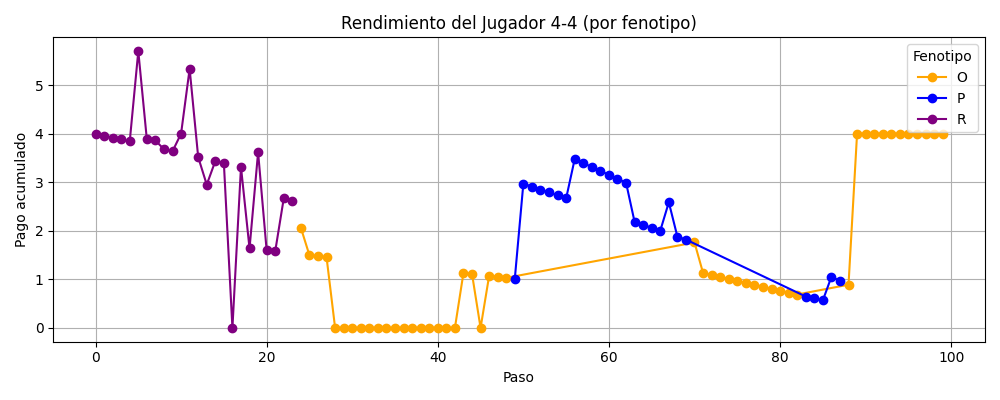 Rendimiento del Jugador 4-4 (por fenotipo)
Pago acumulado
5
4
3
2
1
0
0
20
40
60
80
100
Paso
Fenotipo
O
P
R